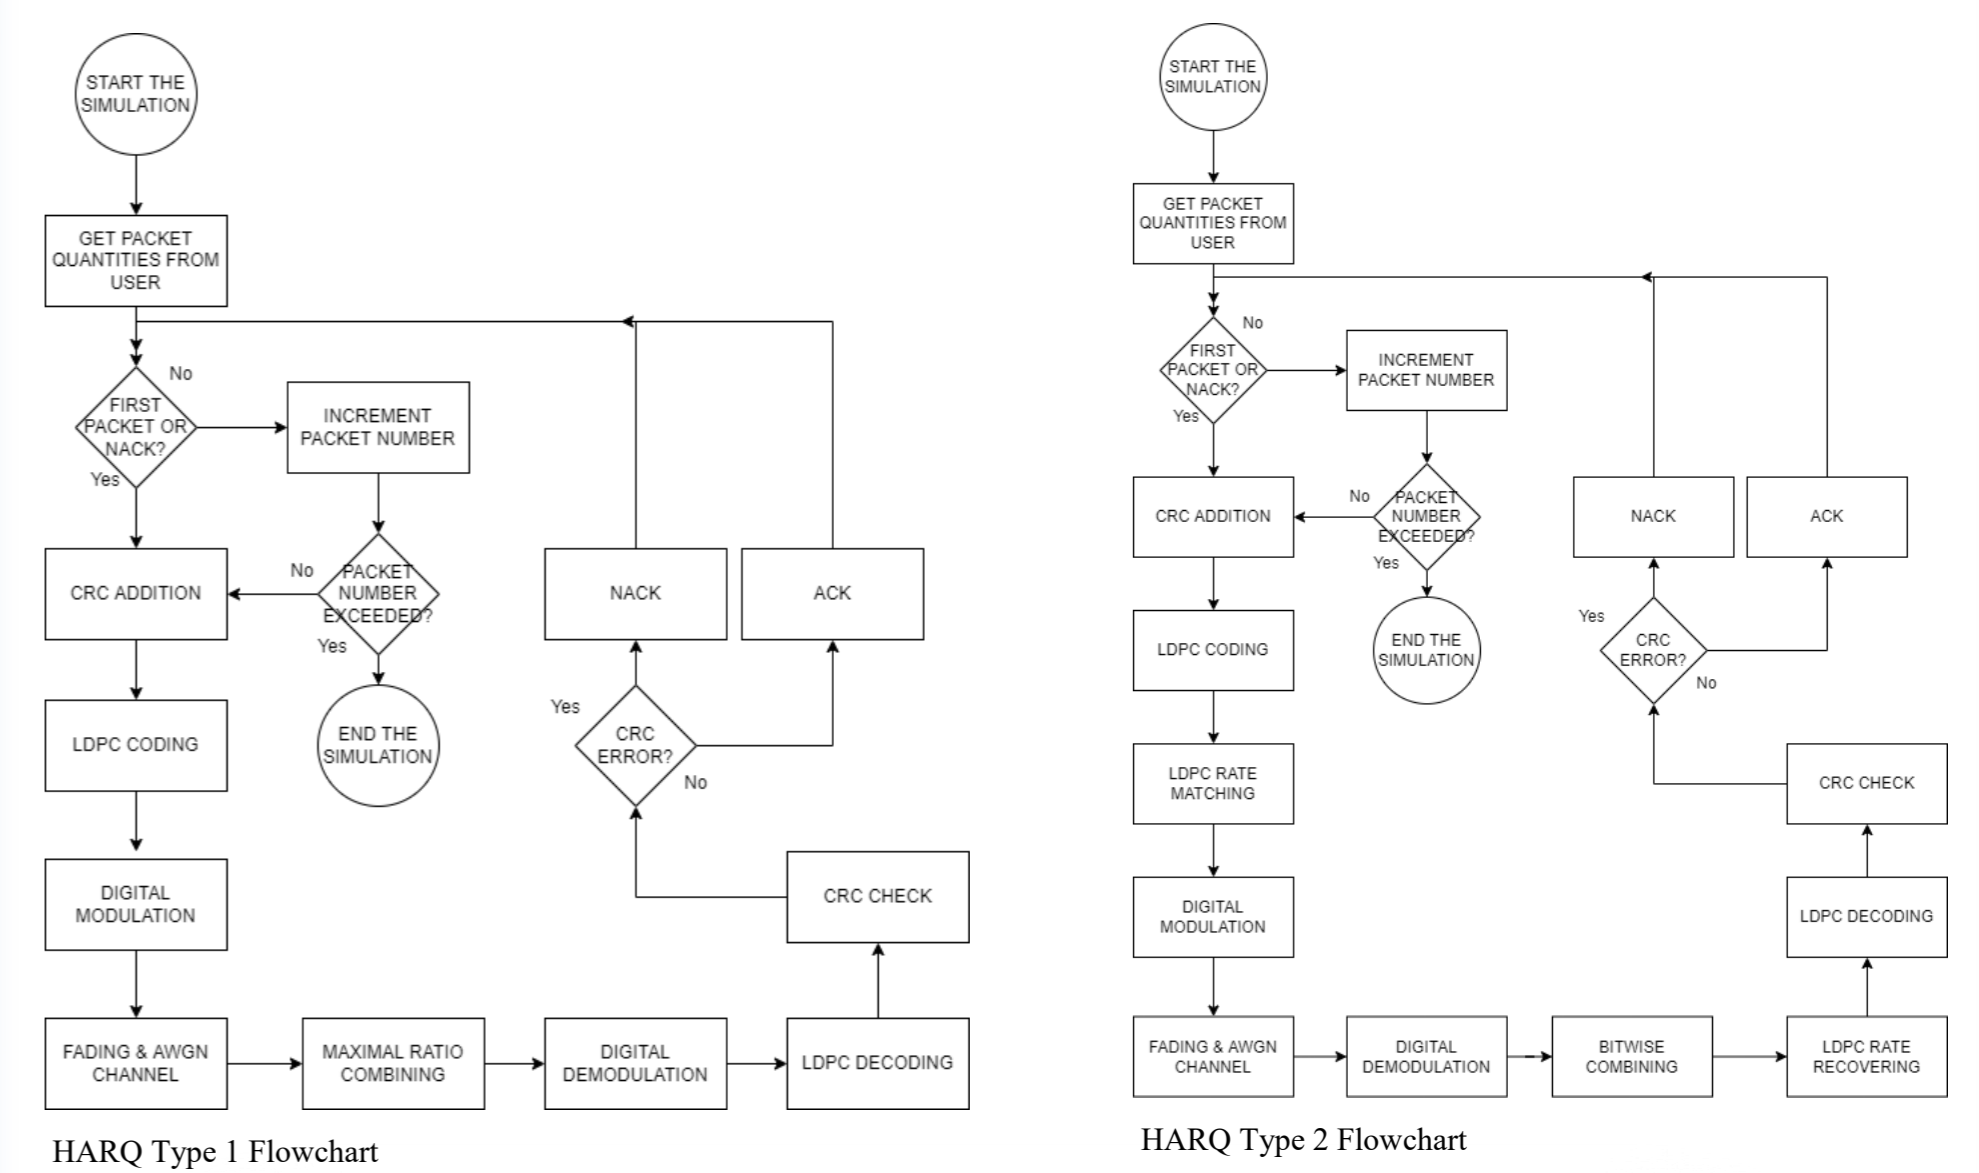 START THE
SIMULATION
GET PACKET
QUANTITIES FROM
USER
No
FIRST
PACKET OR
NACK?
Yes
INCREMENT
PACKET NUMBER
CRC ADDITION
No
PACKET
NUMBER
EXCEEDED?
Yes
NACK
ACK
LDPC CODING
END THE
SIMULATION
Yes
CRC
ERROR?
No
DIGITAL
MODULATION
CRC CHECK
FADING & AWGN
CHANNEL
MAXIMAL RATIO
COMBINING
DIGITAL
DEMODULATION
LDPC DECODING
HARQ Type 1 Flowchart
START THE
SIMULATION
GET PACKET
QUANTITIES FROM
USER
No
FIRST
PACKET OR
NACK?
Yes
INCREMENT
PACKET NUMBER
CRC ADDITION
No
PACKET
NUMBER
EXCEEDED?
Yes
NACK
ACK
LDPC CODING
END THE
SIMULATION
Yes
CRC
ERROR?
No
LDPC RATE
MATCHING
CRC CHECK
DIGITAL
MODULATION
LDPC DECODING
FADING & AWGN
CHANNEL
DIGITAL
DEMODULATION
BITWISE
COMBINING
LDPC RATE
RECOVERING
HARQ Type 2 Flowchart